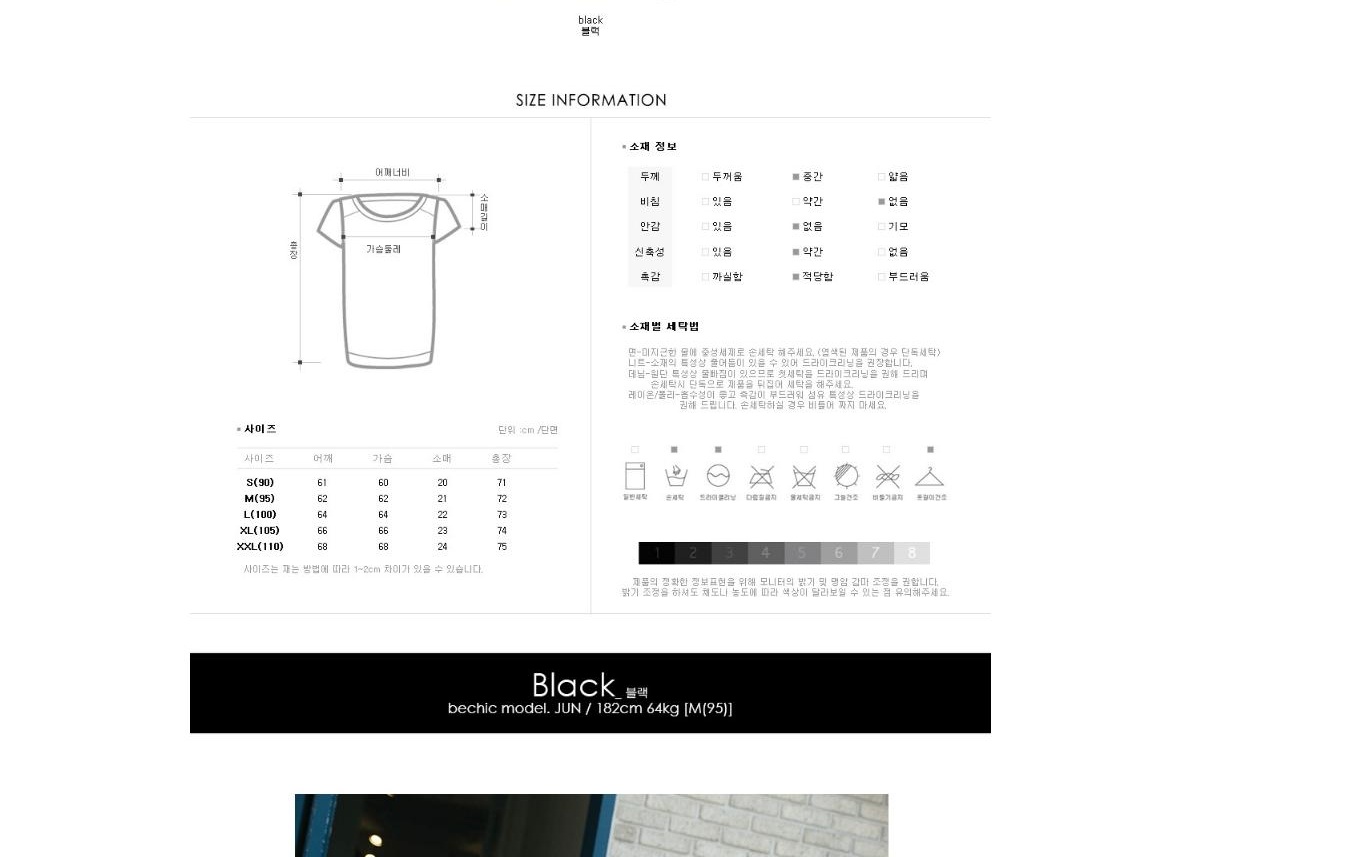 black
블랙
SIZE INFORMATION
어깨너비
소매길이
총장
가슴둘레
사이즈
단위 :cm /단면
사이즈 어깨 가슴 소매 총장
S(90) 61 60 20 71
M(95) 62 62 21 72
L(100) 64 64 22 73
XL(105) 66 66 23 74
XXL(110) 68 68 24 75
사이즈는 재는 방법에 따라 1~2cm 차이가 있을 수 있습니다.
소재 정보
두께 두꺼움 중간 얇음
비침 있음 약간 없음
안감 있음 없음 기모
신축성 있음 약간 없음
촉감 까실함 적당함 부드러움
소재별 세탁법
면-미지근한 물에 중성세제로 손세탁 해주세요. (염색된 제품의 경우 단독세탁)
니트-소재의 특성상 줄어듦이 있을 수 있어 드라이크리닝을 권장합니다.
데님-워단 특성상 물빠짐이 있으므로 첫세탁을 드라이크리닝을 권해 드리며
손세탁시 단독으로 제품을 뒤집어 세탁을 해주세요.
레이온/폴리-흡수성이 좋고 촉감이 부드러워 섬유 특성상 드라이크리닝을
권해 드립니다. 손세탁하실 경우 비틀어 짜지 마세요.
일반세탁 손세탁 드라이클리닝 다림질금지 물세탁금지 그늘건조 비틀기금지 옷걸이건조
1 2 3 4 5 6 7 8
제품의 정확한 정보표현을 위해 모니터의 밝기 및 명암 감마 조정을 권합니다.
밝기 조정을 하셔도 채도나 농도에 따라 색상이 달라보일 수 있는 점 유의해주세요.
Black_ 블랙
bechic model. JUN / 182cm 64kg [M(95)]